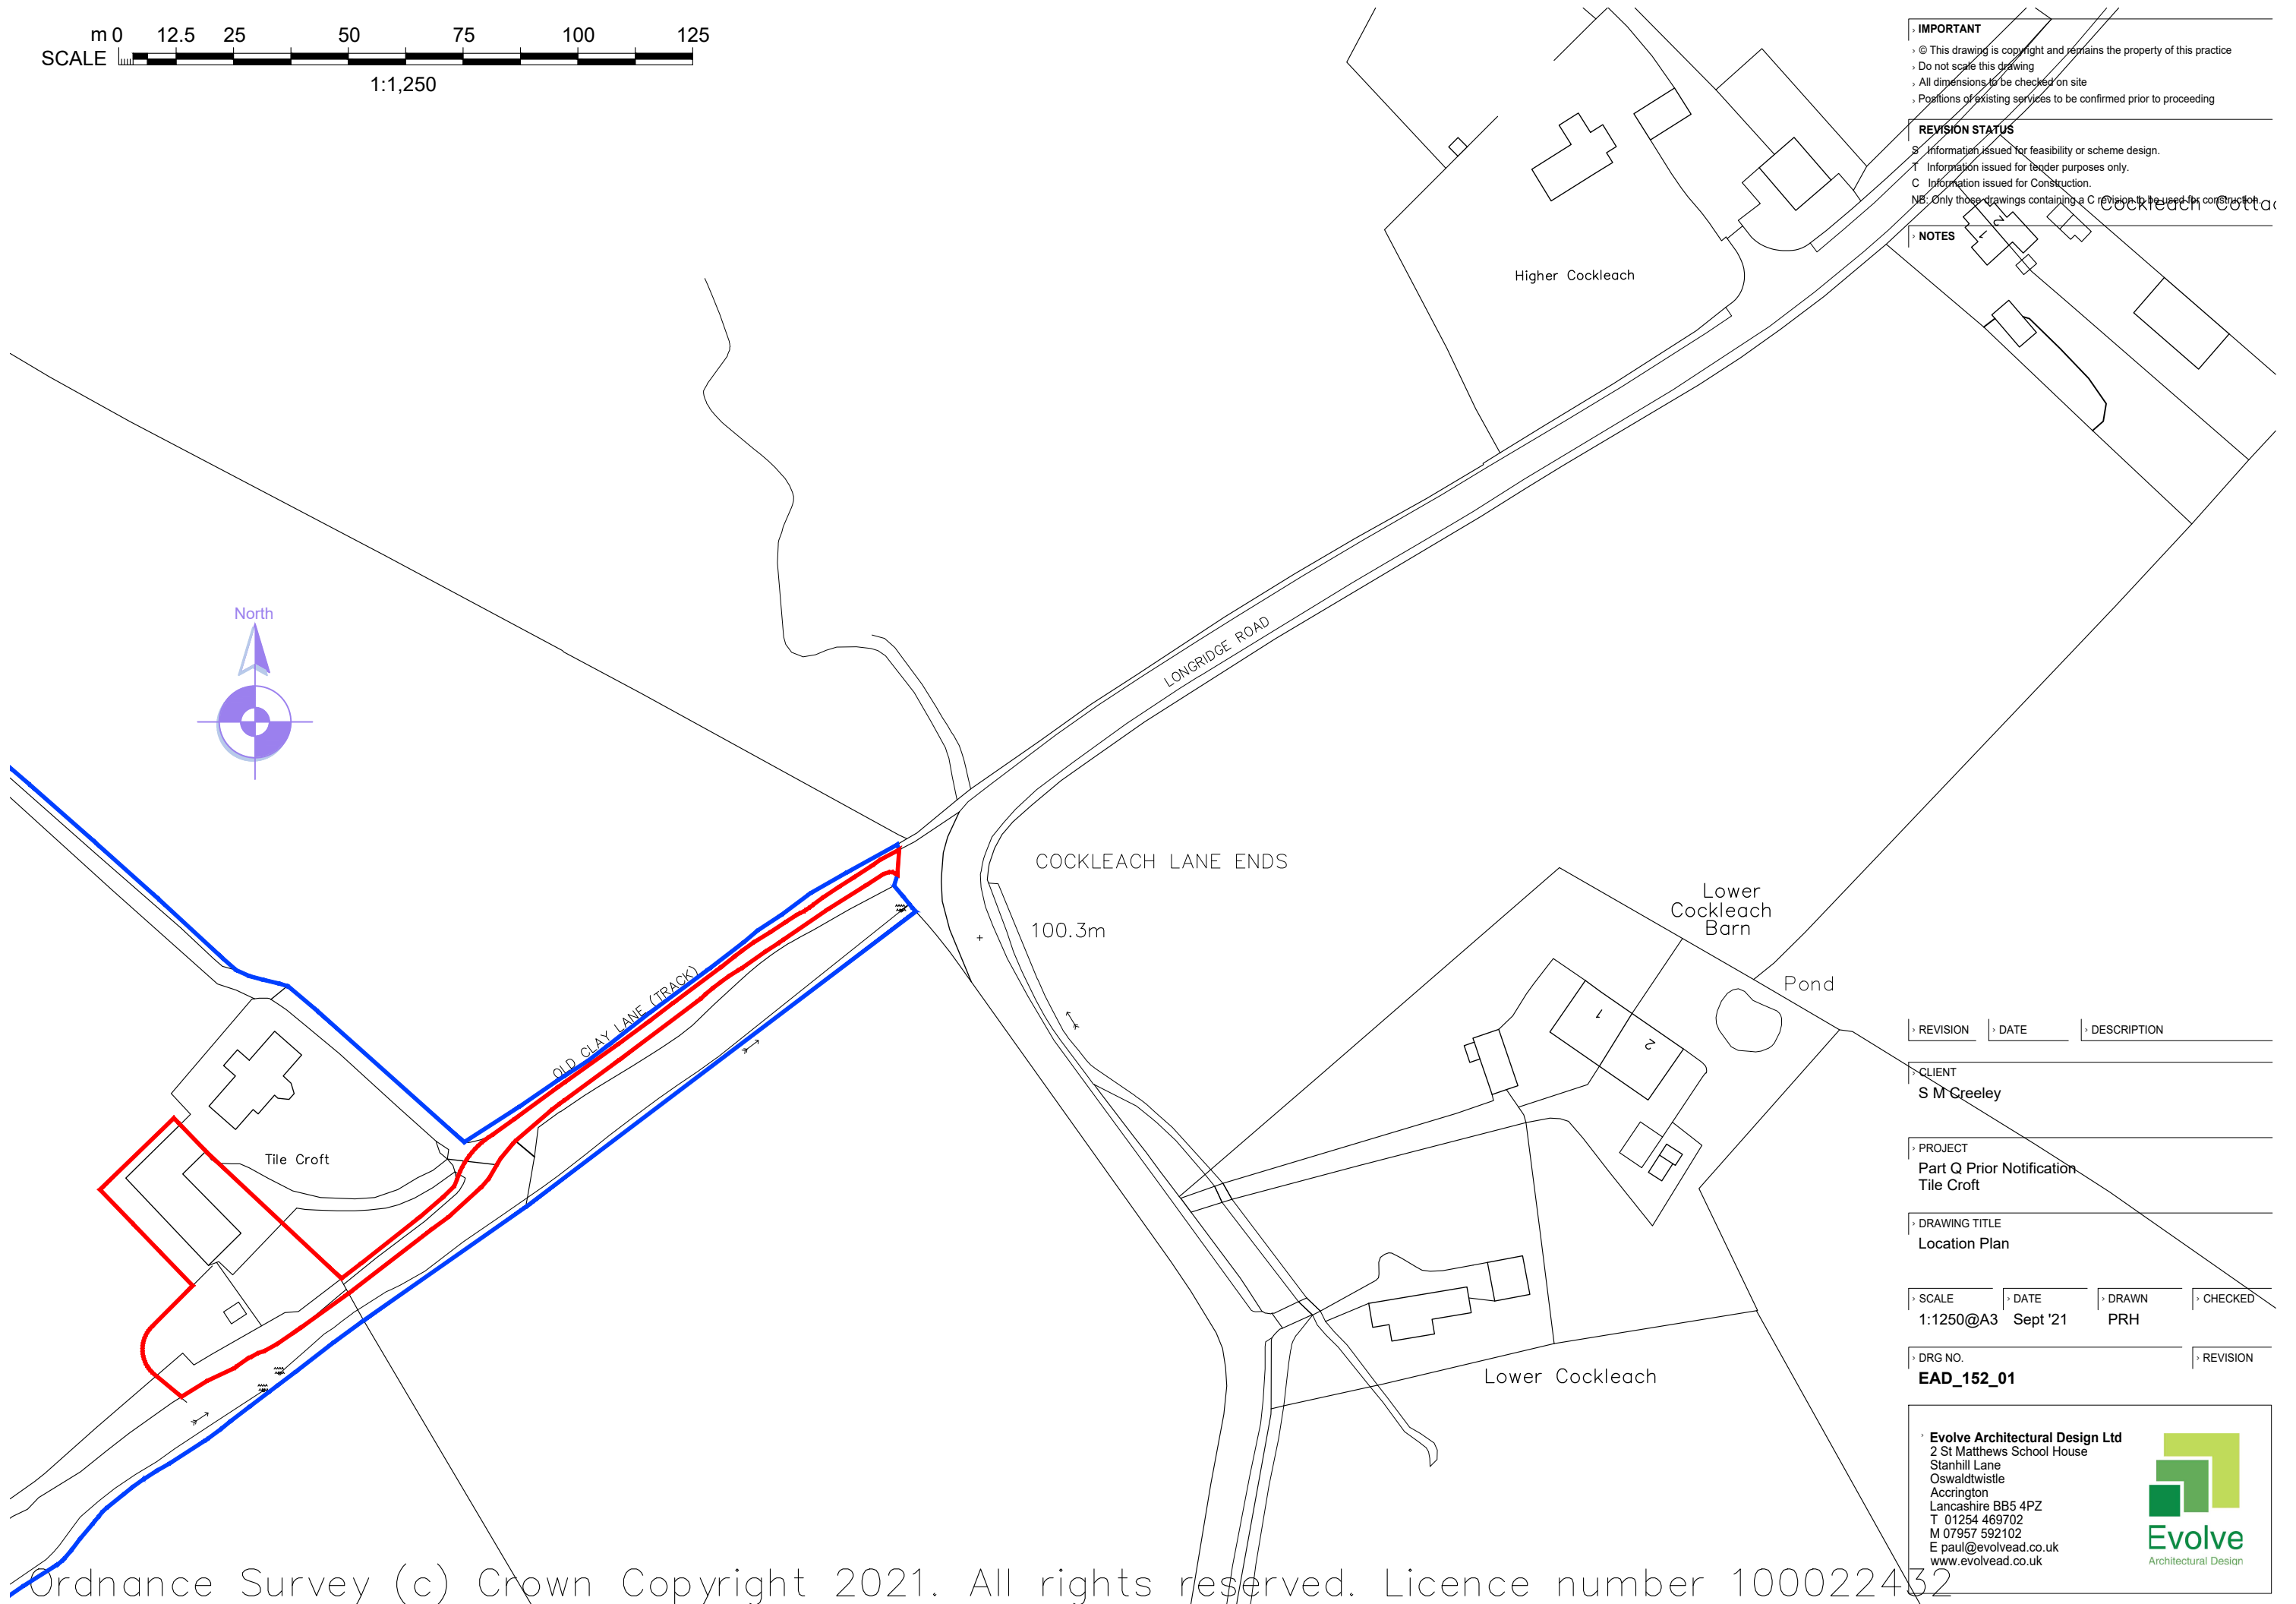 m 0 12.5 25 50 75 100 125
SCALE
1:1,250
› IMPORTANT
› © This drawing is copyright and remains the property of this practice
› Do not scale this drawing
› All dimensions to be checked on site
› Positions of existing services to be confirmed prior to proceeding
REVISION STATUS
S Information issued for feasibility or scheme design.
T Information issued for tender purposes only.
C Information issued for Construction.
NB: Only those drawings containing a C revision to be used for construction.
Cockleach Cottag
2
1
› NOTES
Higher Cockleach
North
LONGRIDGE ROAD
COCKLEACH LANE ENDS
100.3m
OLD CLAY LANE (TRACK)
Tile Croft
Lower
Cockleach
Barn
Pond
1
2
Lower Cockleach
› REVISION › DATE › DESCRIPTION
› CLIENT
S M Creeley
› PROJECT
Part Q Prior Notification
Tile Croft
› DRAWING TITLE
Location Plan
› SCALE › DATE › DRAWN › CHECKED
1:1250@A3 Sept '21 PRH
› DRG NO. › REVISION
EAD_152_01
› Evolve Architectural Design Ltd
2 St Matthews School House
Stanhill Lane
Oswaldtwistle
Accrington
Lancashire BB5 4PZ
T 01254 469702
M 07957 592102
E paul@evolvead.co.uk
www.evolvead.co.uk
Evolve
Architectural Design
Ordnance Survey (c) Crown Copyright 2021. All rights reserved. Licence number 100022432